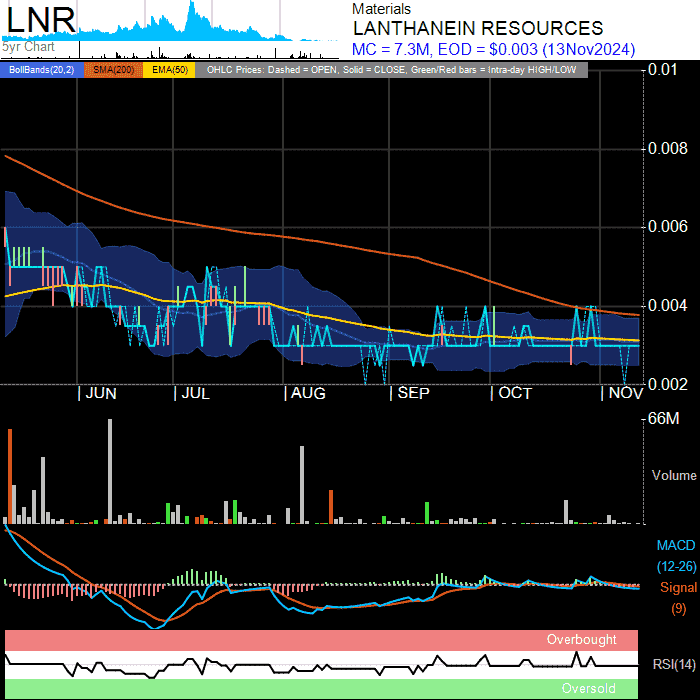 LNR
5yr Chart
Materials
LANTHANEIN RESOURCES
MC = 7.3M, EOD = $0.003 (13Nov2024)
BollBands(20,2) SMA(200) EMA(50) OHLC Prices: Dashed = OPEN, Solid = CLOSE, Green/Red bars = Intra-day HIGH/LOW
0.01
0.008
0.006
0.004
0.002
JUN JUL AUG SEP OCT NOV
66M
Volume
MACD
(12-26)
Signal
(9)
Overbought
RSI(14)
Oversold